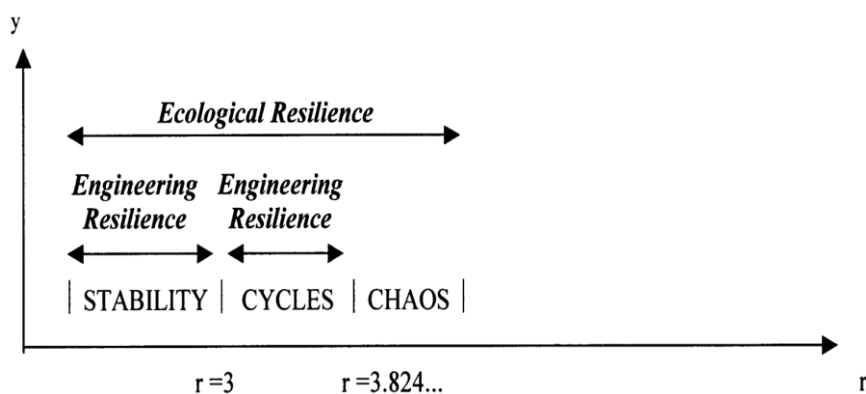 y
Ecological Resilience
Engineering Engineering
Resilience Resilience
| STABILITY | CYCLES | CHAOS |
r =3 r =3.824... r